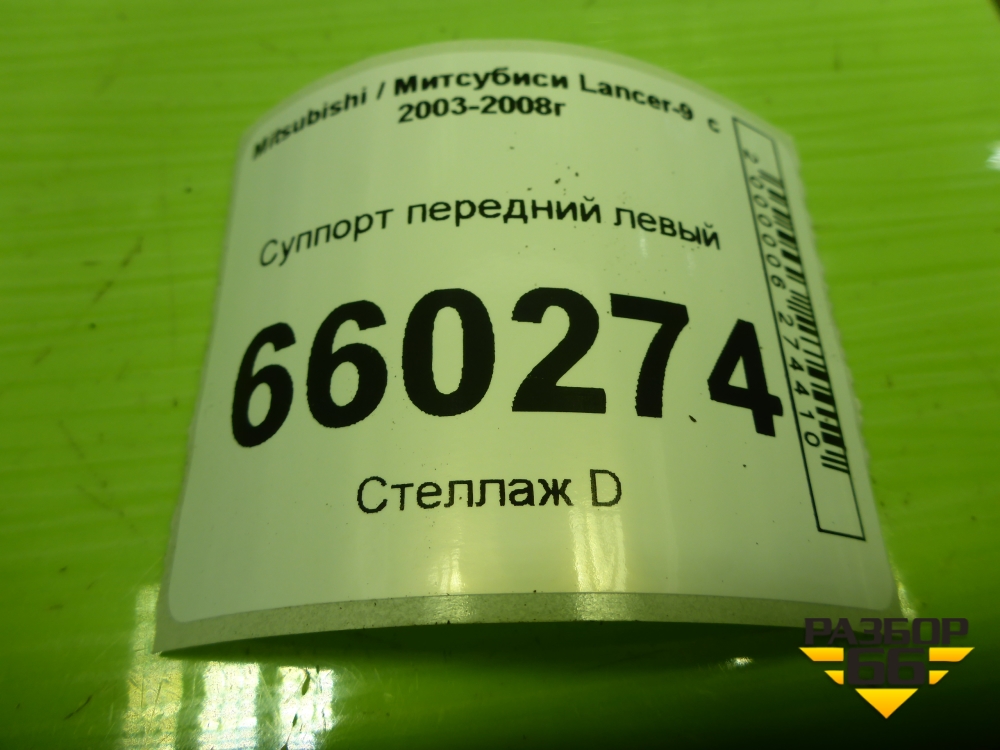 Mitsubishi / Митсубиси Lancer-9 с
2003-2008г
Суппорт передний левый
660274
Стеллаж D
2000006274410
РАЗБОР
66